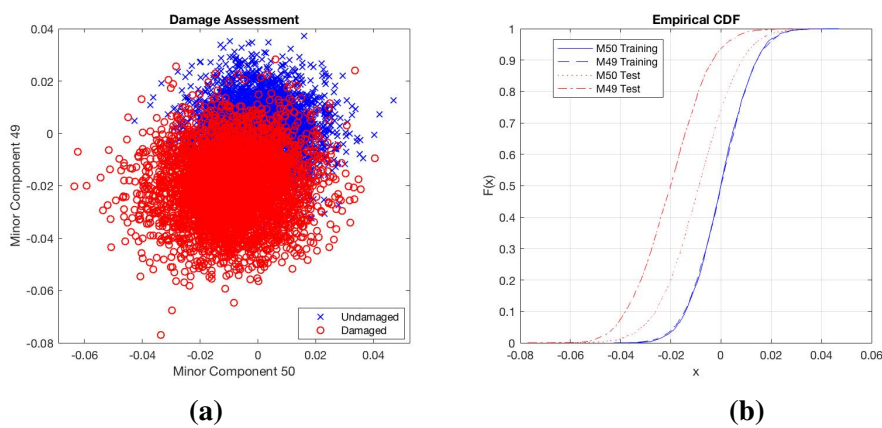 Damage Assessment
0.04
0.02
0
-0.02
-0.04
-0.06
-0.08
Minor Component 49
-0.06
-0.04
-0.02
0
0.02
0.04
Minor Component 50
Undamaged
Damaged
(a)
Empirical CDF
1
0.9
0.8
0.7
0.6
0.5
0.4
0.3
0.2
0.1
0
F(x)
-0.08
-0.06
-0.04
-0.02
0
0.02
0.04
0.06
x
M50 Training
M49 Training
M50 Test
M49 Test
(b)